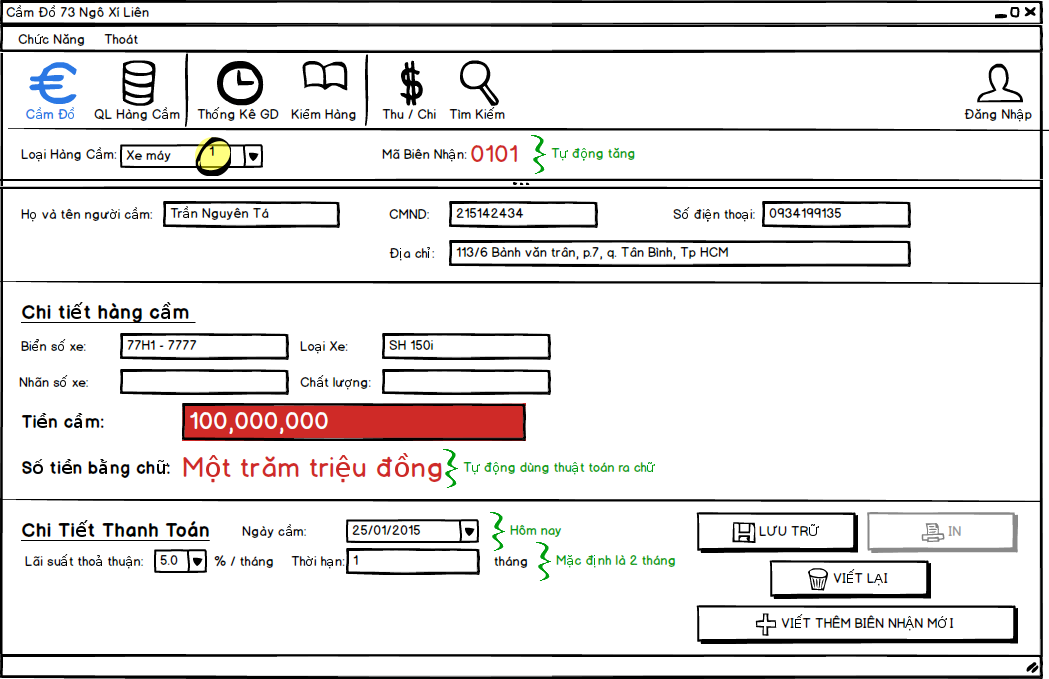 Cầm Đồ 73 Ngô Xí Liên
Chức Năng Thoát
Cầm Đồ QL Hàng Cầm Thống Kê GD Kiểm Hàng Thu / Chi Tìm Kiếm Đăng Nhập
Loại Hàng Cầm: Xe máy 1 Mã Biên Nhận: 0101 Tự động tăng
Họ và tên người cầm: Trần Nguyên Tá CMND: 215142434 Số điện thoại: 0934199135
Địa chỉ: 113/6 Bành văn trân, p.7, q. Tân Bình, Tp HCM
Chi tiết hàng cầm
Biển số xe: 77H1 - 7777 Loại Xe: SH 150i
Nhãn số xe: Chất lượng:
Tiền cầm: 100,000,000
Số tiền bằng chữ: Một trăm triệu đồng Tự động dùng thuật toán ra chữ
Chi Tiết Thanh Toán Ngày cầm: 25/01/2015 Hôm nay LƯU TRỮ IN
Lãi suất thoả thuận: 5.0 % / tháng Thời hạn: 1 tháng Mặc định là 2 tháng
VIẾT LẠI
VIẾT THÊM BIÊN NHẬN MỚI